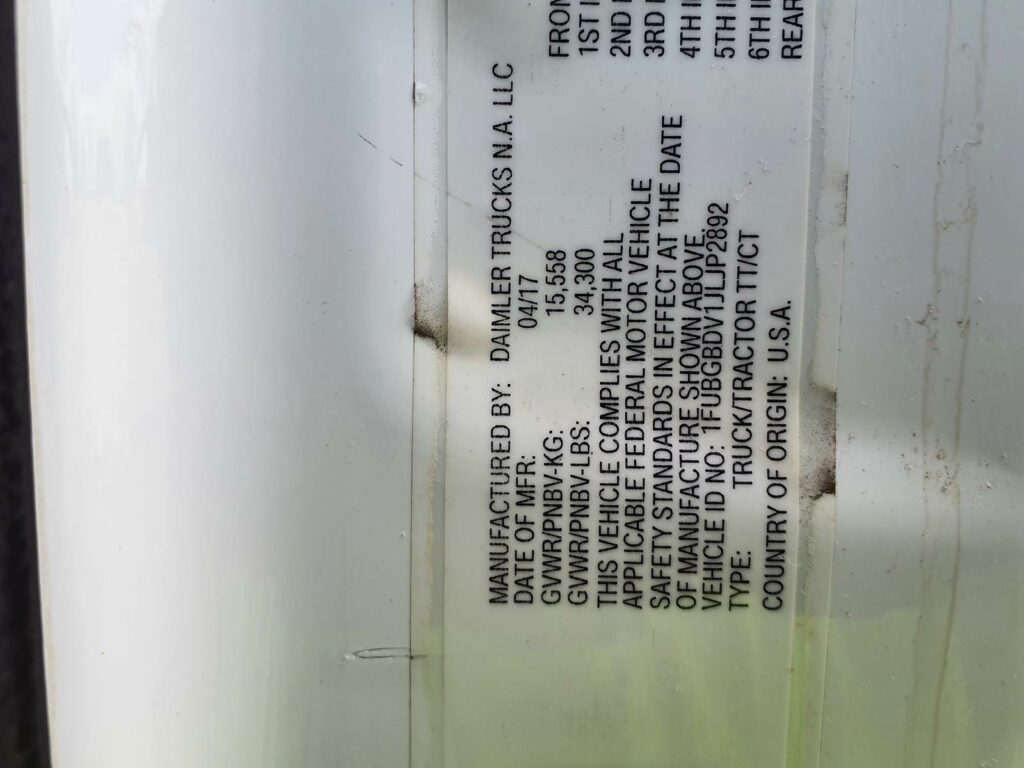 MANUFACTURED BY: DAIMLER TRUCKS N.A. LLC
DATE OF MFR: 04/17
GVWR/PNBV-KG: 15,558
GVWR/PNBV-LBS: 34,300
THIS VEHICLE COMPLIES WITH ALL
APPLICABLE FEDERAL MOTOR VEHICLE
SAFETY STANDARDS IN EFFECT AT THE DATE
OF MANUFACTURE SHOWN ABOVE.
VEHICLE ID NO: 1FUBGBDV1JLJP2892
TYPE: TRUCK/TRACTOR TT/CT
COUNTRY OF ORIGIN: U.S.A.
FRON
1ST I
2ND I
3RD I
4TH I
5TH I
6TH I
REAR